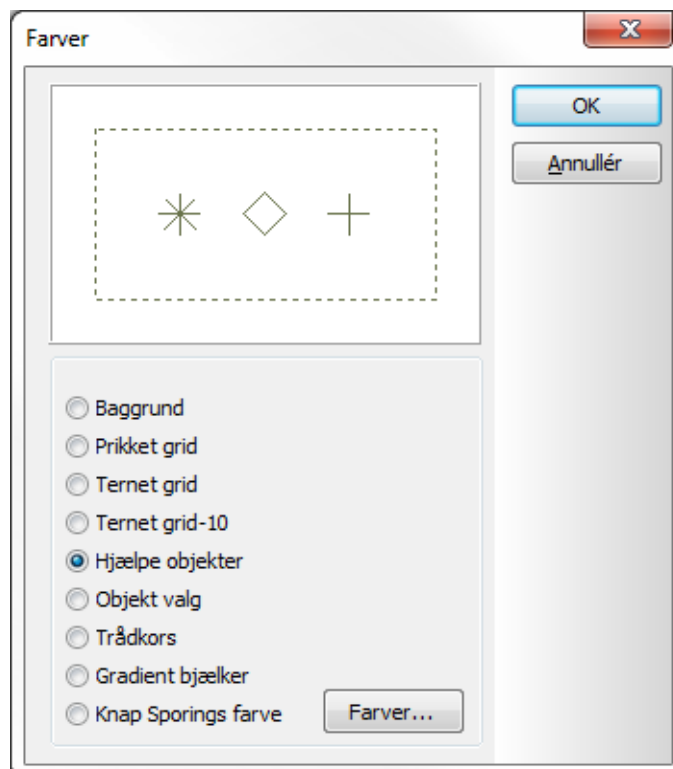 Farver
OK
Annullér
Baggrund
Prikket grid
Ternet grid
Ternet grid-10
Hjælpe objekter
Objekt valg
Trådkors
Gradient bjælker
Knap Sporings farve
Farver...